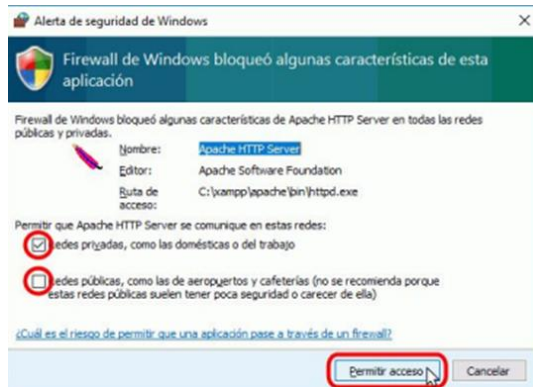 Alerta de seguridad de Windows
Firewall de Windows bloqueó algunas características de esta
aplicación
Firewall de Windows bloqueó algunas características de Apache HTTP Server en todas las redes
públicas y privadas.
Nombre: Apache HTTP Server
Editor: Apache Software Foundation
Ruta de C:\xampp\apache\bin\httpd.exe
acceso:
Permitir que Apache HTTP Server se comunique en estas redes:
Redes privadas, como las domésticas o del trabajo
Redes públicas, como las de aeropuertos y cafeterías (no se recomienda porque
estas redes públicas suelen tener poca seguridad o carecer de ella)
¿Cuál es el riesgo de permitir que una aplicación pase a través de un firewall?
Permitir acceso Cancelar